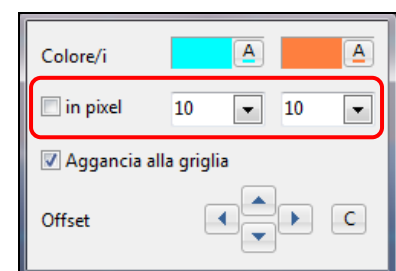 Colore/i A A
in pixel 10 10
Aggancia alla griglia
Offset C